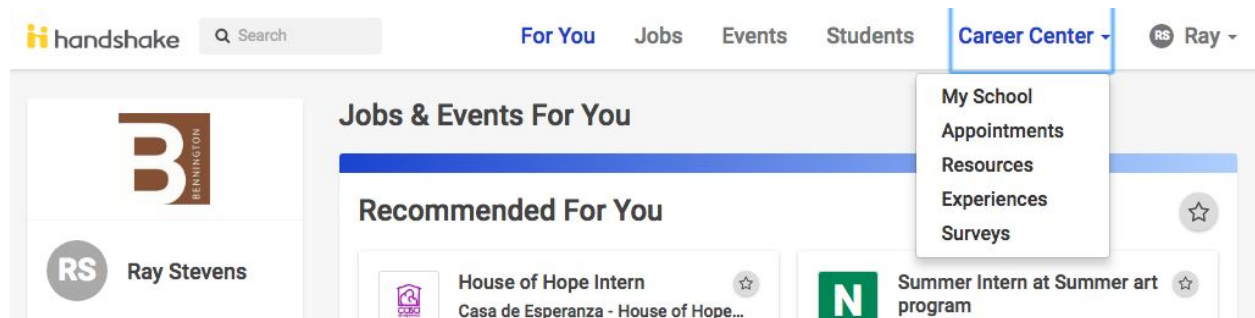 handshake
Search
For You
Jobs
Events
Students
Career Center
RS
Ray
My School
Appointments
Resources
Experiences
Surveys
B
BENNINGTON
RS
Ray Stevens
Jobs & Events For You
Recommended For You
casa
House of Hope Intern
Casa de Esperanza - House of Hope...
N
Summer Intern at Summer art
program